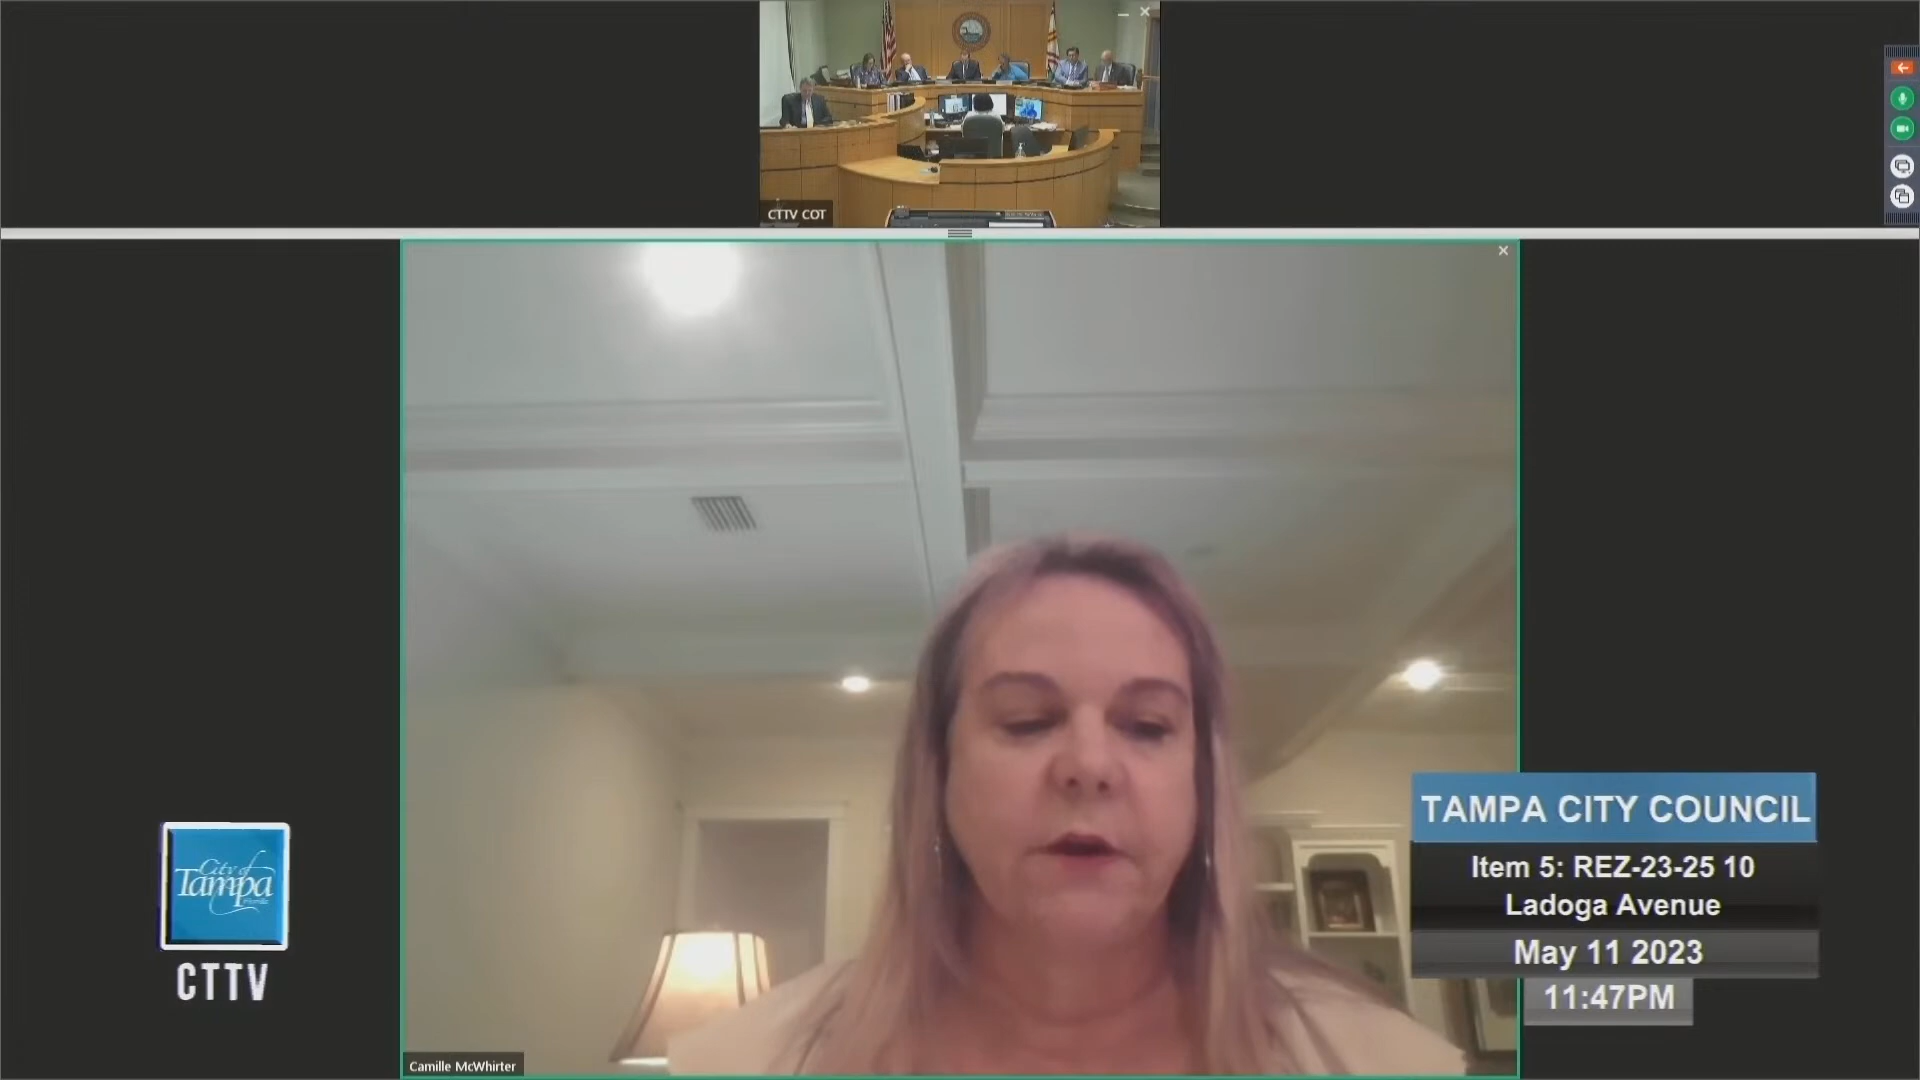 CTTV COT
TAMPA CITY COUNCIL
Item 5: REZ-23-25 10
Ladoga Avenue
May 11 2023
11:47PM
City of
Tampa
Florida
CTTV
Camille McWhirter